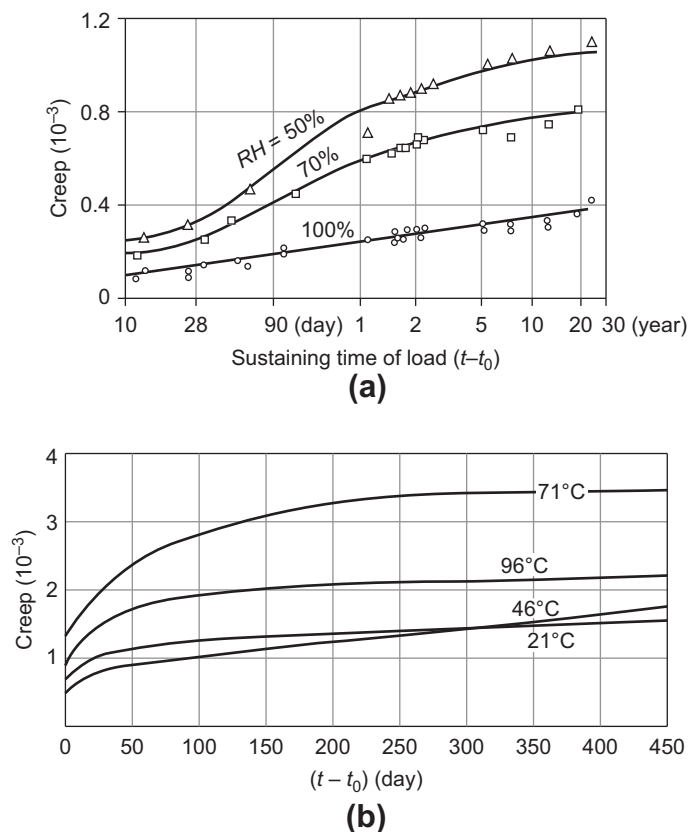 1.2
0.8
0.4
0
Creep (10⁻³)
RH = 50%
70%
100%
10 28 90 (day) 1 2 5 10 20 30 (year)
Sustaining time of load (t–t₀)
(a)
4
3
2
1
Creep (10⁻³)
71°C
96°C
46°C
21°C
0 50 100 150 200 250 300 350 400 450
(t – t₀) (day)
(b)